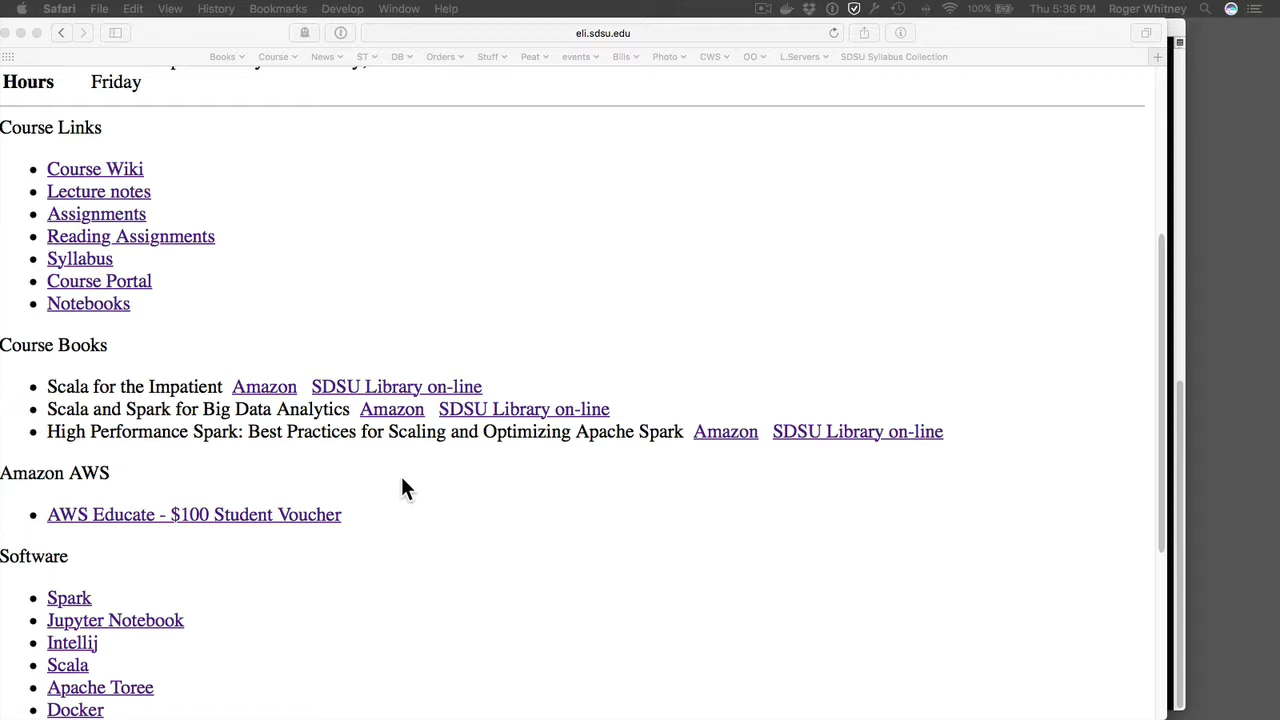 Safari File Edit View History Bookmarks Develop Window Help 100% Thu 5:36 PM Roger Whitney
eli.sdsu.edu
Books Course News ST DB Orders Stuff Peat events Bills Photo CWS OO L.Servers SDSU Syllabus Collection
Hours Friday
Course Links
Course Wiki
Lecture notes
Assignments
Reading Assignments
Syllabus
Course Portal
Notebooks
Course Books
Scala for the Impatient Amazon SDSU Library on-line
Scala and Spark for Big Data Analytics Amazon SDSU Library on-line
High Performance Spark: Best Practices for Scaling and Optimizing Apache Spark Amazon SDSU Library on-line
Amazon AWS
AWS Educate - $100 Student Voucher
Software
Spark
Jupyter Notebook
Intellij
Scala
Apache Toree
Docker